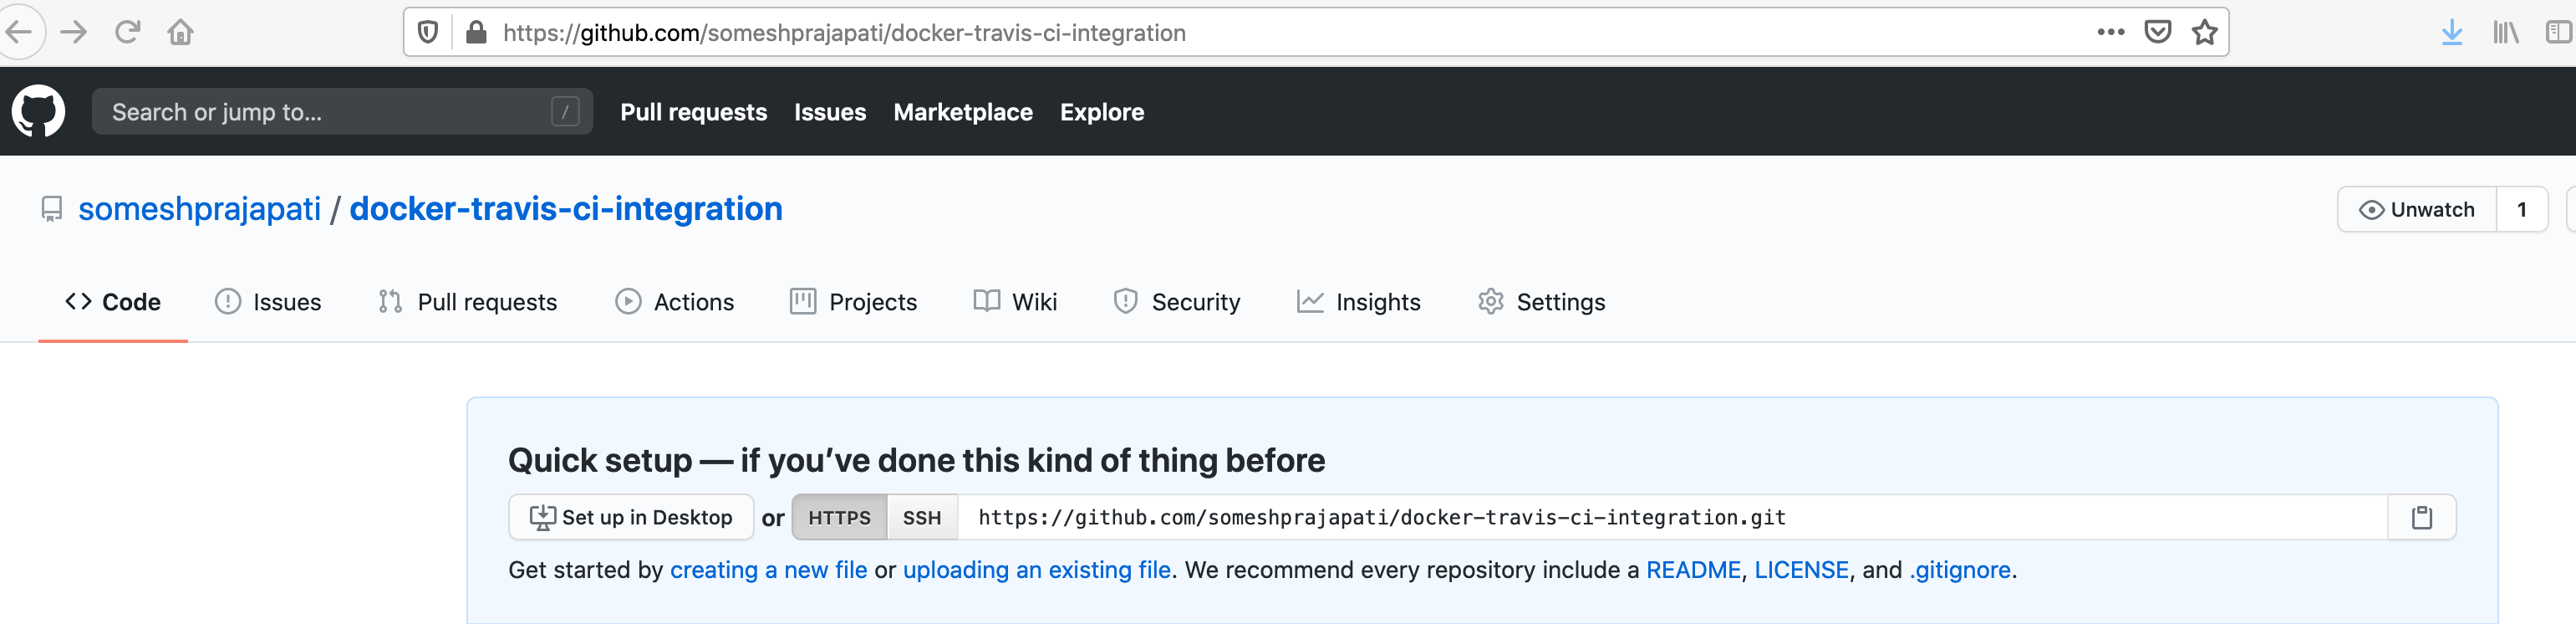 https://github.com/someshprajapati/docker-travis-ci-integration
Search or jump to... / Pull requests Issues Marketplace Explore
someshprajapati / docker-travis-ci-integration Unwatch 1
Code Issues Pull requests Actions Projects Wiki Security Insights Settings
Quick setup — if you’ve done this kind of thing before
Set up in Desktop or HTTPS SSH https://github.com/someshprajapati/docker-travis-ci-integration.git
Get started by creating a new file or uploading an existing file. We recommend every repository include a README, LICENSE, and .gitignore.